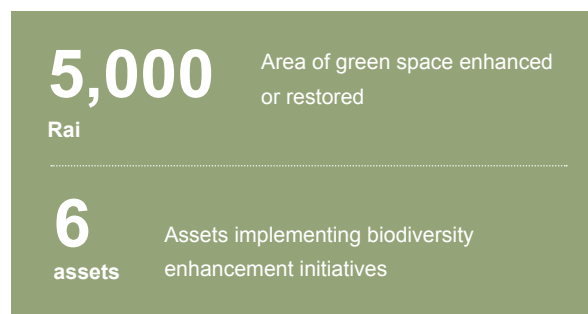 5,000
Rai
Area of green space enhanced
or restored
6
assets
Assets implementing biodiversity
enhancement initiatives